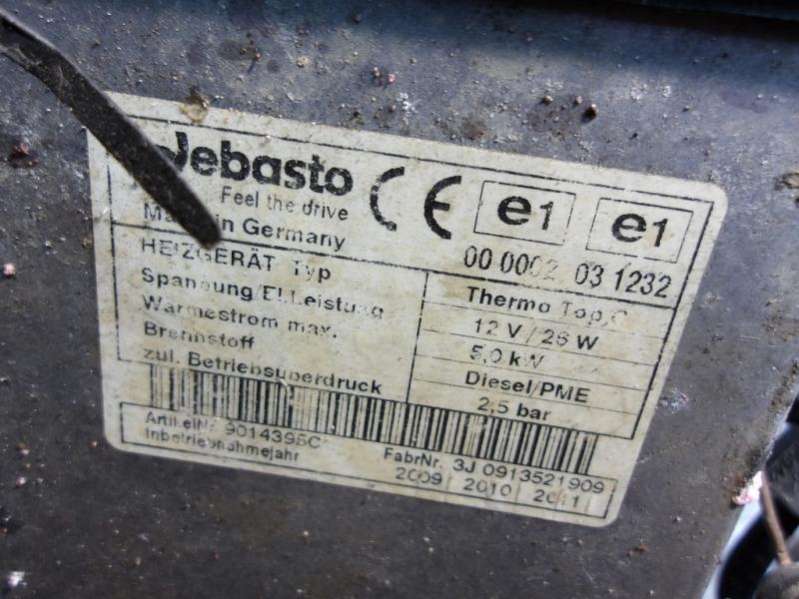 Webasto
Feel the drive
Made in Germany
e1 e1
00 0002 03 1232
HEIZGERÄT Typ Thermo Top C
Spannung/El.Leistung 12 V / 28 W
Wärmestrom max. 5,0 kW
Brennstoff Diesel/PME
zul. Betriebsüberdruck 2,5 bar
ArtikelNr. 9014395C FabrNr. 3J 0913521909
Inbetriebnahmejahr 2009 2010 2011